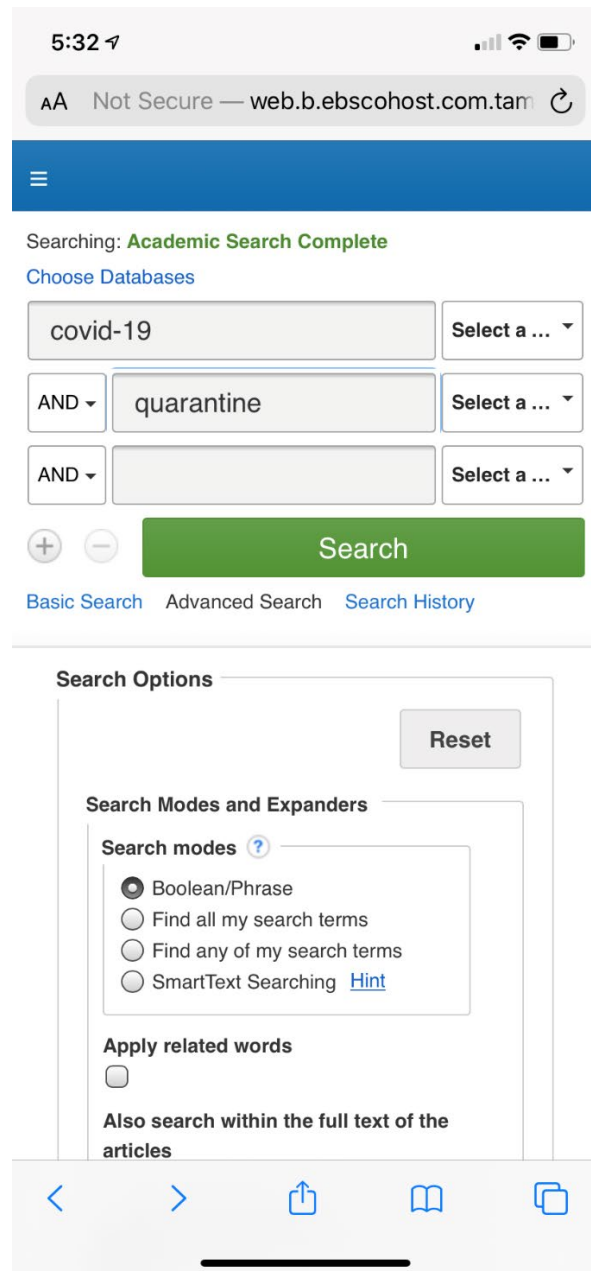 5:32
AA Not Secure — web.b.ebscohost.com.tam
Searching: Academic Search Complete
Choose Databases
covid-19 Select a ...
AND quarantine Select a ...
AND Select a ...
+ − Search
Basic Search Advanced Search Search History
Search Options
Reset
Search Modes and Expanders
Search modes ?
Boolean/Phrase
Find all my search terms
Find any of my search terms
SmartText Searching Hint
Apply related words
Also search within the full text of the
articles